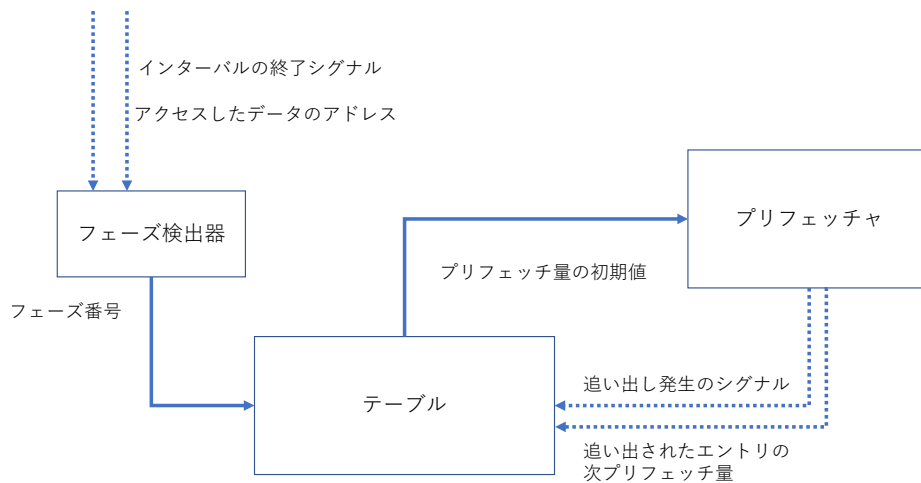 インターバルの終了シグナル
アクセスしたデータのアドレス
フェーズ検出器
プリフェッチャ
プリフェッチ量の初期値
フェーズ番号
テーブル
追い出し発生のシグナル
追い出されたエントリの
次プリフェッチ量